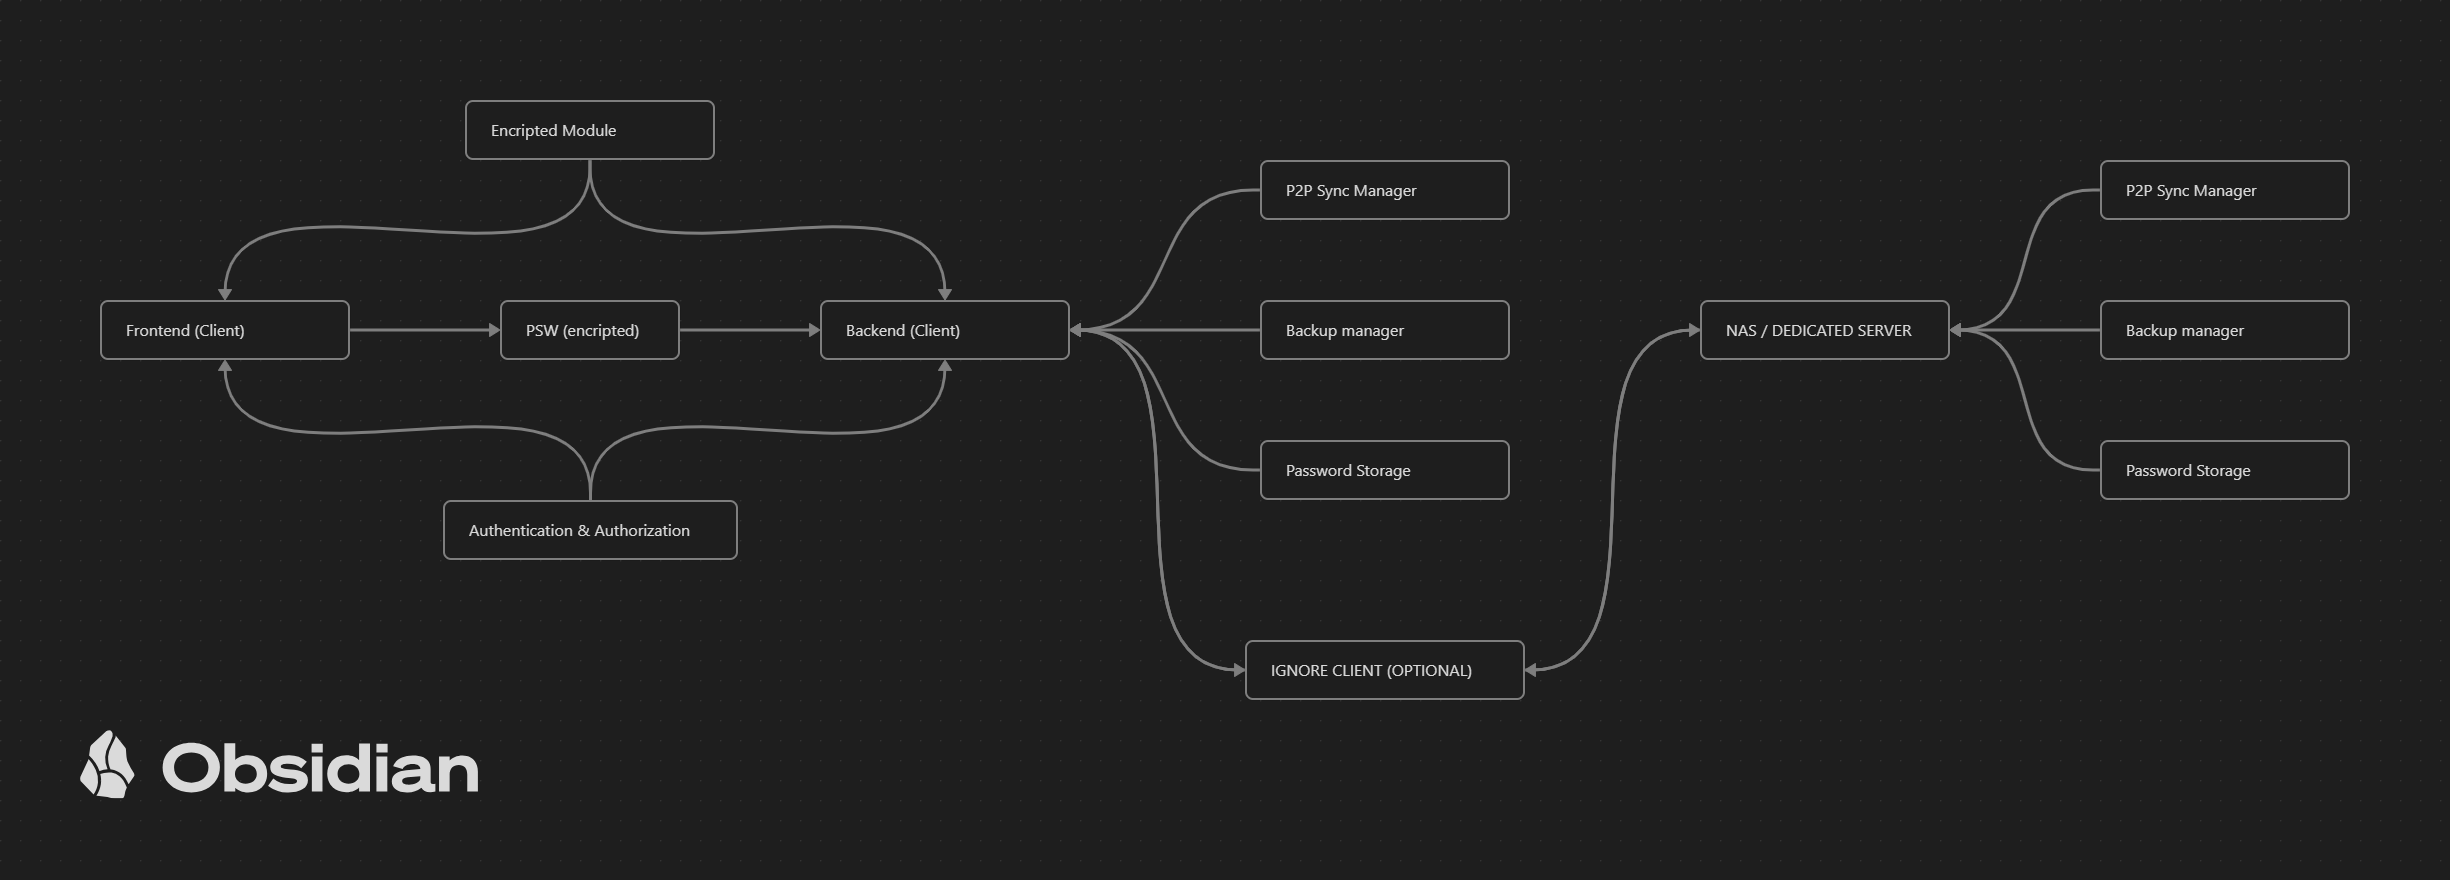 Encripted Module
P2P Sync Manager
P2P Sync Manager
Frontend (Client)
PSW (encripted)
Backend (Client)
Backup manager
NAS / DEDICATED SERVER
Backup manager
Password Storage
Password Storage
Authentication & Authorization
IGNORE CLIENT (OPTIONAL)
Obsidian